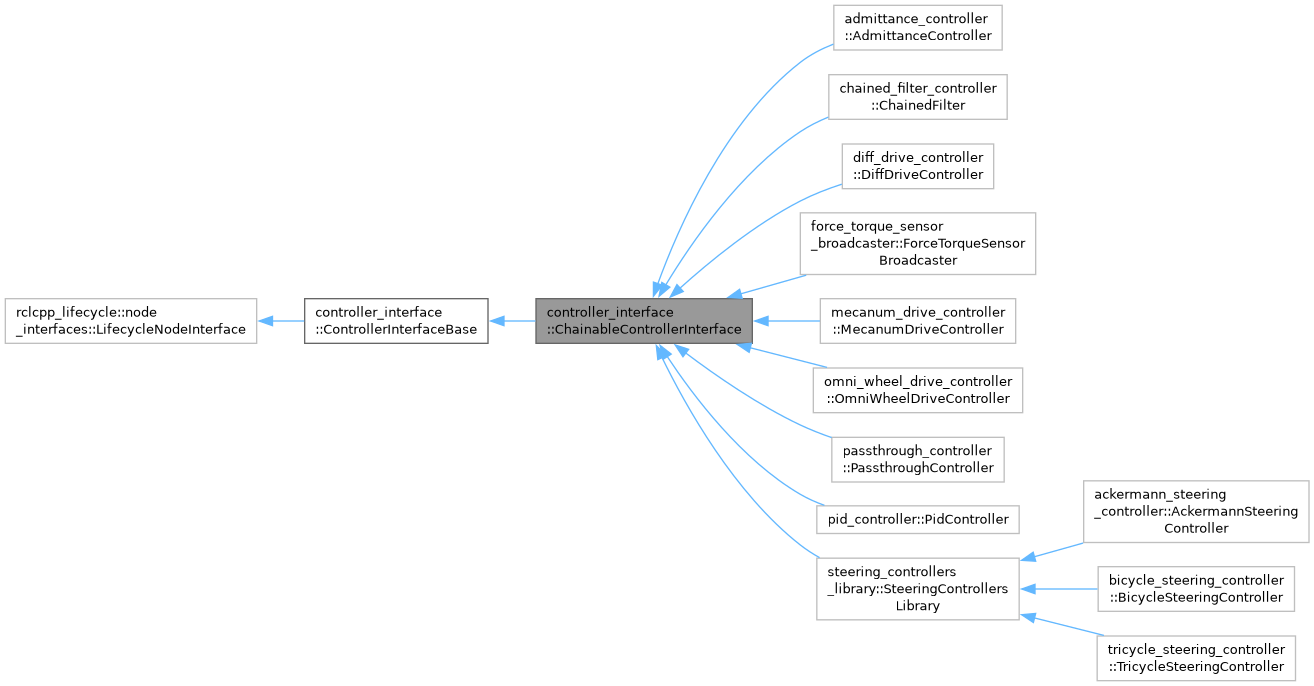 rclcpp_lifecycle::node
_interfaces::LifecycleNodeInterface
controller_interface
::ControllerInterfaceBase
controller_interface
::ChainableControllerInterface
admittance_controller
::AdmittanceController
chained_filter_controller
::ChainedFilter
diff_drive_controller
::DiffDriveController
force_torque_sensor
_broadcaster::ForceTorqueSensor
Broadcaster
mecanum_drive_controller
::MecanumDriveController
omni_wheel_drive_controller
::OmniWheelDriveController
passthrough_controller
::PassthroughController
pid_controller::PidController
steering_controllers
_library::SteeringControllers
Library
ackermann_steering
_controller::AckermannSteering
Controller
bicycle_steering_controller
::BicycleSteeringController
tricycle_steering_controller
::TricycleSteeringController